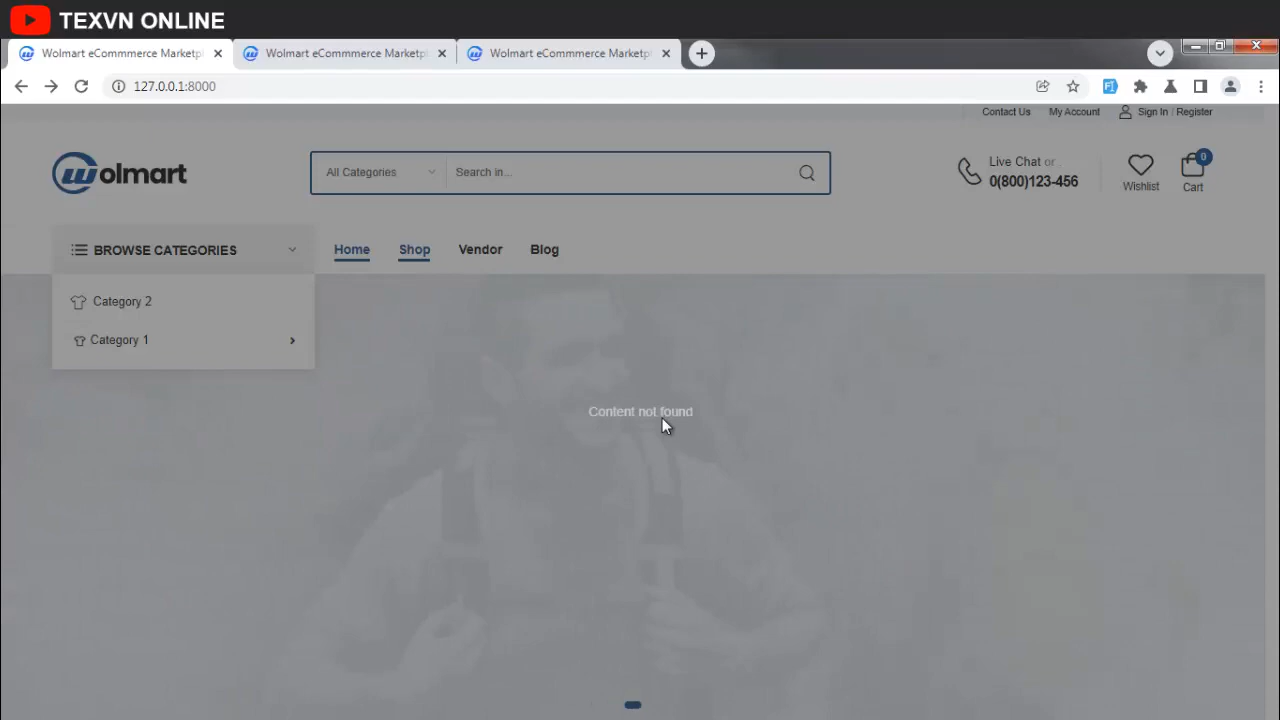 TEXVN ONLINE
Wolmart eCommmerce Marketpl
Wolmart eCommmerce Marketpl
Wolmart eCommmerce Marketpl
127.0.0.1:8000
Contact Us
My Account
Sign In / Register
Wolmart
All Categories
Search in...
Live Chat or
0(800)123-456
Wishlist
0
Cart
BROWSE CATEGORIES
Home
Shop
Vendor
Blog
Category 2
Category 1
Content not found